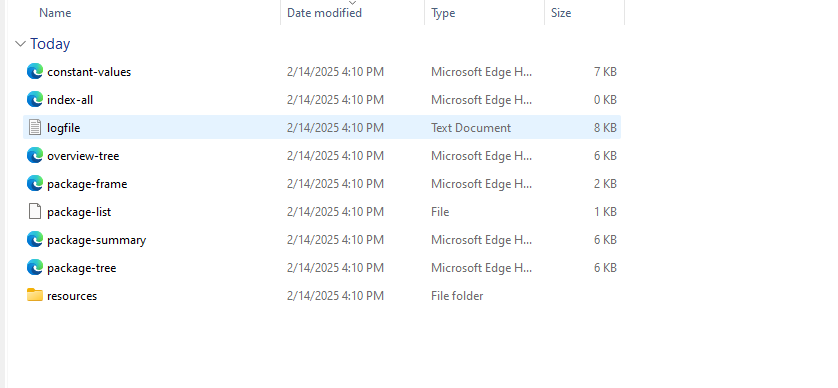 Name Date modified Type Size
Today
constant-values 2/14/2025 4:10 PM Microsoft Edge H... 7 KB
index-all 2/14/2025 4:10 PM Microsoft Edge H... 0 KB
logfile 2/14/2025 4:10 PM Text Document 8 KB
overview-tree 2/14/2025 4:10 PM Microsoft Edge H... 6 KB
package-frame 2/14/2025 4:10 PM Microsoft Edge H... 2 KB
package-list 2/14/2025 4:10 PM File 1 KB
package-summary 2/14/2025 4:10 PM Microsoft Edge H... 6 KB
package-tree 2/14/2025 4:10 PM Microsoft Edge H... 6 KB
resources 2/14/2025 4:10 PM File folder